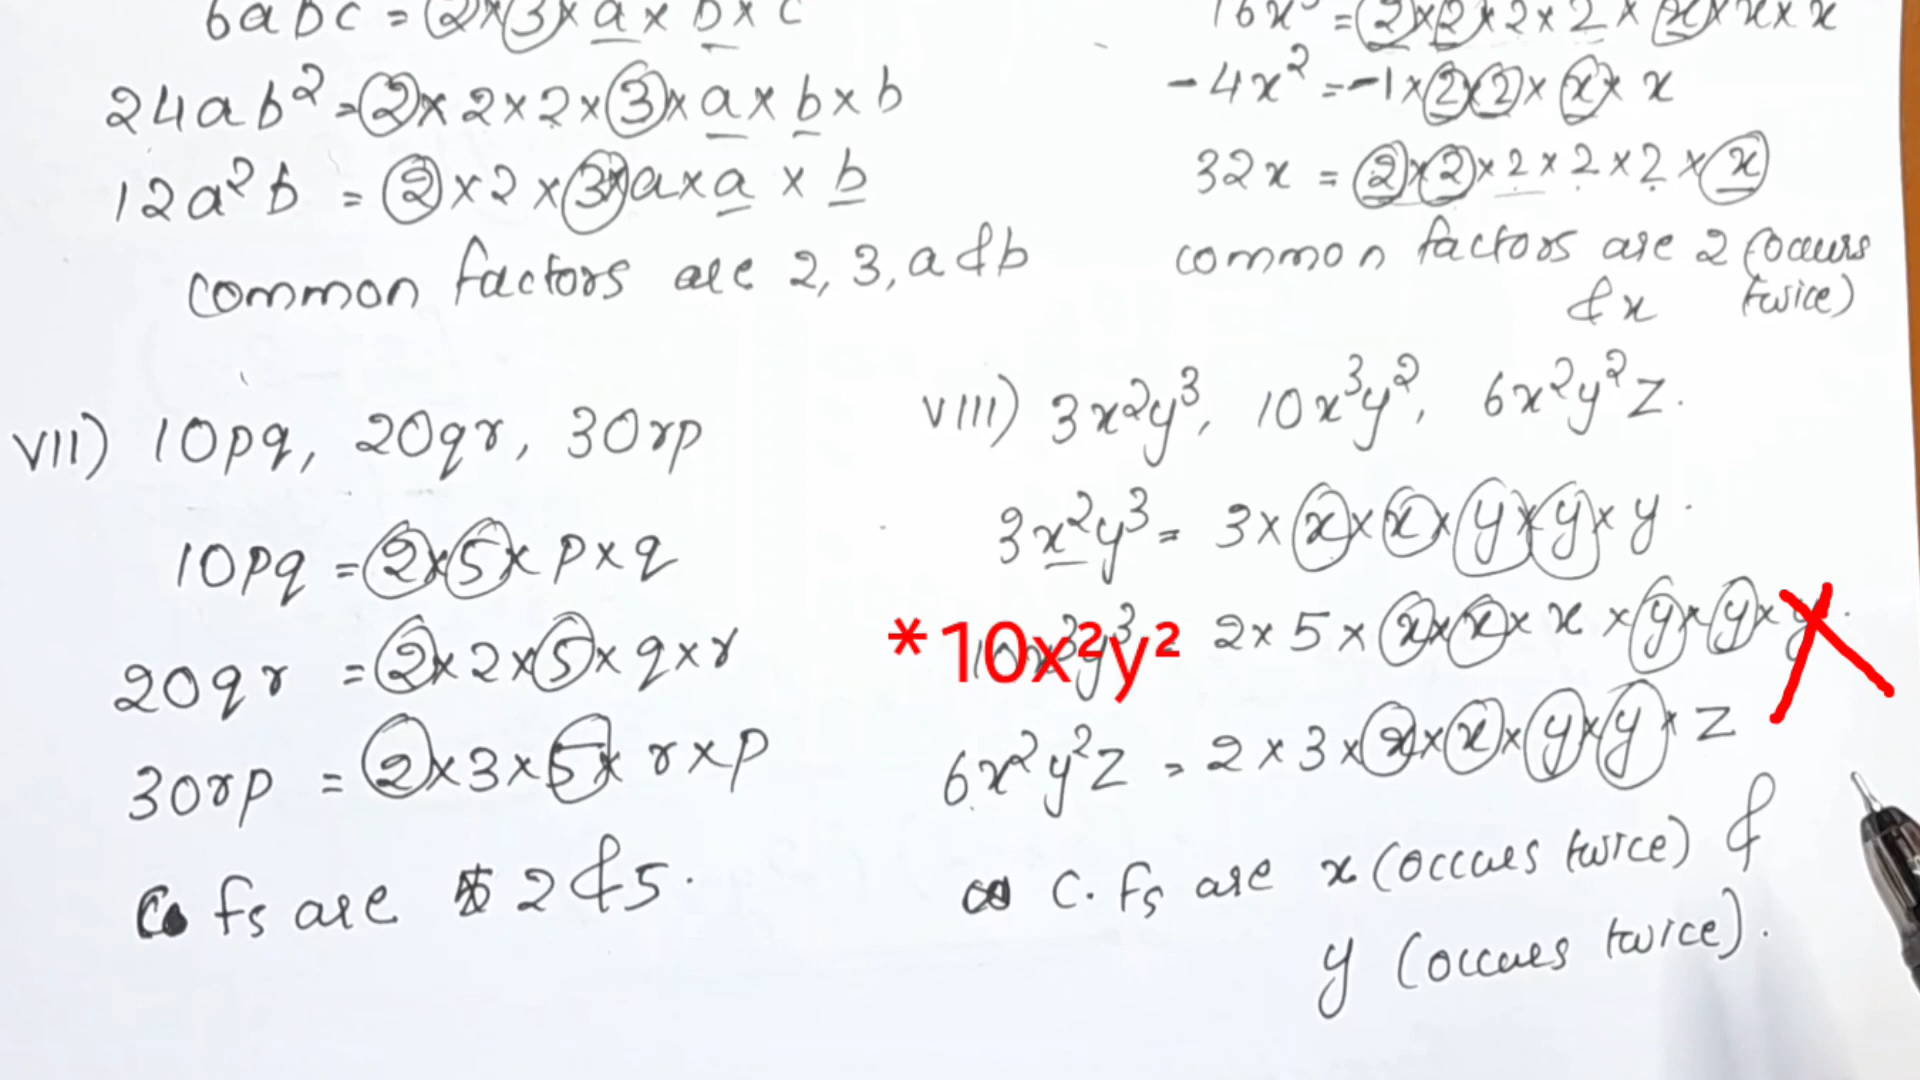 6abc = 2×3×a×b×c
24ab² = 2×2×2×3×a×b×b
12a²b = 2×2×3×a×a×b
common factors are 2, 3, a & b
16x³ = 2×2×2×2×x×x×x
-4x² = -1×2×2×x×x
32x = 2×2×2×2×2×x
common factors are 2 (occurs
& x twice)
VII) 10pq, 20qr, 30rp
10pq = 2×5×p×q
20qr = 2×2×5×q×r
30rp = 2×3×5×r×p
fs are 2 & 5.
VIII) 3x²y³, 10x³y², 6x²y²z.
3x²y³ = 3×x×x×y×y×y.
*10x²y² 2×5×x×x×x×y×y×y.
6x²y²z = 2×3×x×x×y×y×z
C. Fs are x (occues twice) &
y (occues twice).